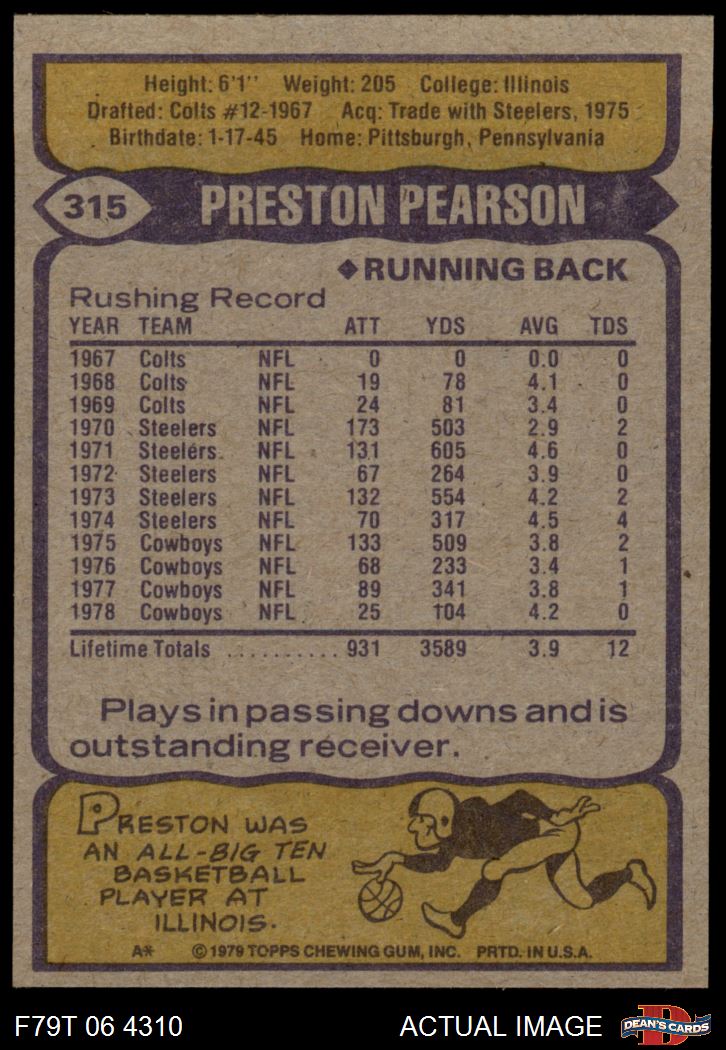 Height: 6'1'' Weight: 205 College: Illinois
Drafted: Colts #12-1967 Acq: Trade with Steelers, 1975
Birthdate: 1-17-45 Home: Pittsburgh, Pennsylvania
315 PRESTON PEARSON
◆RUNNING BACK
Rushing Record
YEAR TEAM ATT YDS AVG TDS
1967 Colts NFL 0 0 0.0 0
1968 Colts NFL 19 78 4.1 0
1969 Colts NFL 24 81 3.4 0
1970 Steelers NFL 173 503 2.9 2
1971 Steelers NFL 131 605 4.6 0
1972 Steelers NFL 67 264 3.9 0
1973 Steelers NFL 132 554 4.2 2
1974 Steelers NFL 70 317 4.5 4
1975 Cowboys NFL 133 509 3.8 2
1976 Cowboys NFL 68 233 3.4 1
1977 Cowboys NFL 89 341 3.8 1
1978 Cowboys NFL 25 104 4.2 0
Lifetime Totals .......... 931 3589 3.9 12
Plays in passing downs and is
outstanding receiver.
PRESTON WAS
AN ALL-BIG TEN
BASKETBALL
PLAYER AT
ILLINOIS.
A* © 1979 TOPPS CHEWING GUM, INC. PRTD. IN U.S.A.
F79T 06 4310 ACTUAL IMAGE D DEAN'S CARDS